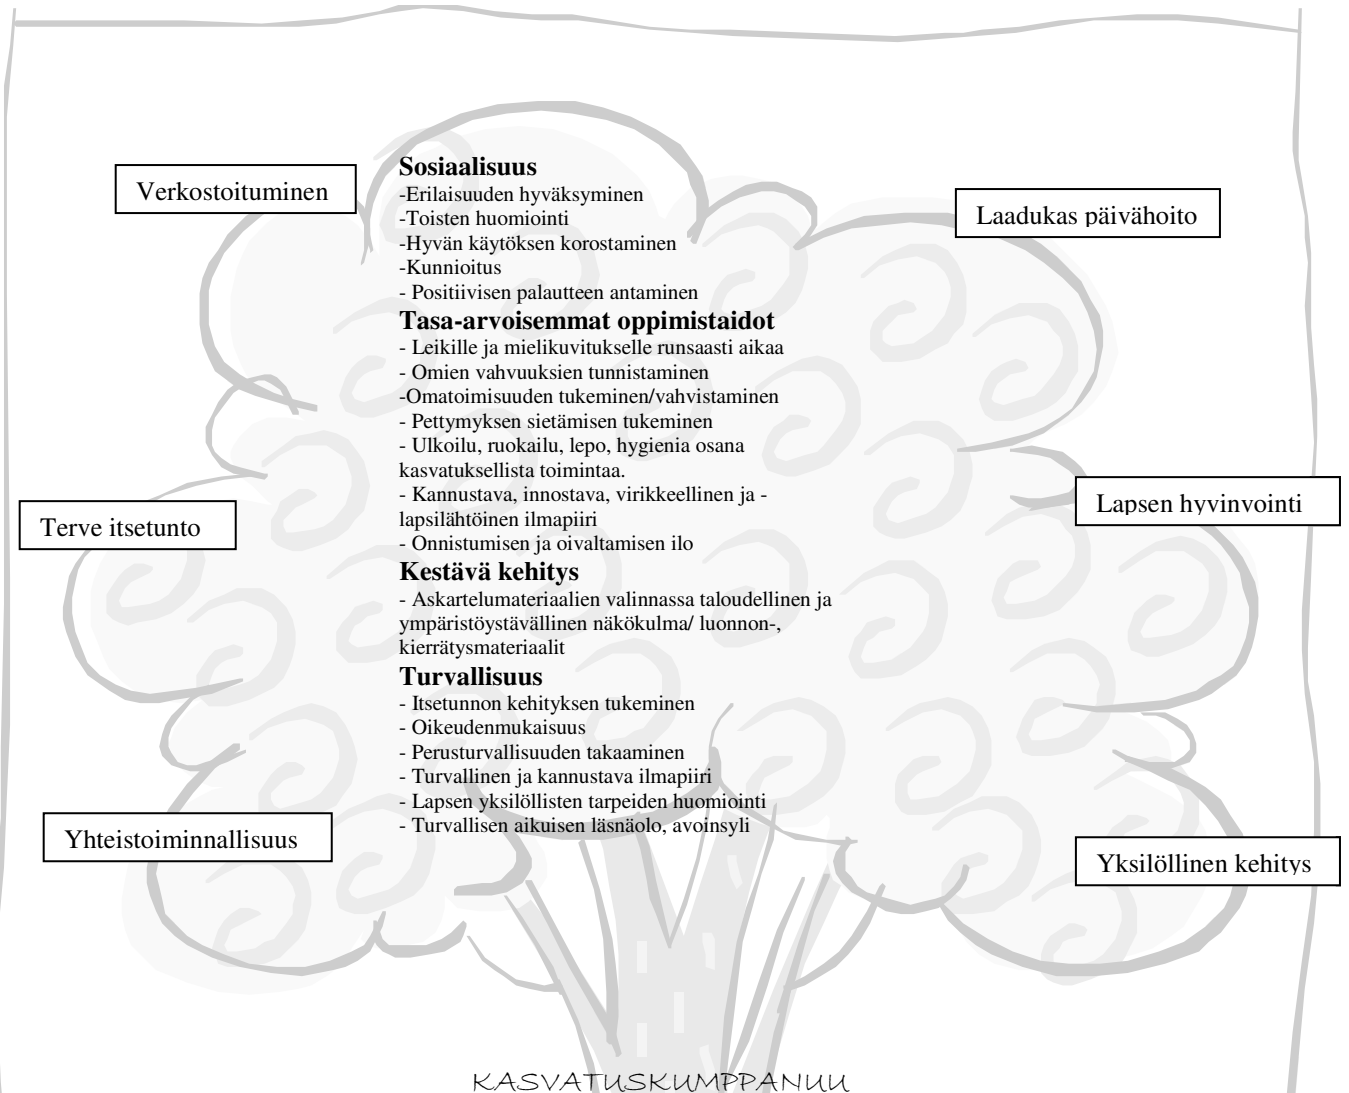 Verkostoituminen
Sosiaalisuus
-Erilaisuuden hyväksyminen
-Toisten huomiointi
-Hyvän käytöksen korostaminen
-Kunnioitus
- Positiivisen palautteen antaminen
Laadukas päivähoito
Tasa-arvoisemmat oppimistaidot
- Leikille ja mielikuvitukselle runsaasti aikaa
- Omien vahvuuksien tunnistaminen
-Omatoimisuuden tukeminen/vahvistaminen
- Pettymyksen sietämisen tukeminen
- Ulkoilu, ruokailu, lepo, hygienia osana
kasvatuksellista toimintaa.
- Kannustava, innostava, virikkeellinen ja -
lapsilähtöinen ilmapiiri
- Onnistumisen ja oivaltamisen ilo
Terve itsetunto
Lapsen hyvinvointi
Kestävä kehitys
- Askartelumateriaalien valinnassa taloudellinen ja
ympäristöystävällinen näkökulma/ luonnon-,
kierrätysmateriaalit
Turvallisuus
- Itsetunnon kehityksen tukeminen
- Oikeudenmukaisuus
- Perusturvallisuuden takaaminen
- Turvallinen ja kannustava ilmapiiri
- Lapsen yksilöllisten tarpeiden huomiointi
- Turvallisen aikuisen läsnäolo, avoinsyli
Yhteistoiminnallisuus
Yksilöllinen kehitys
KASVATUSKUMPPANUU